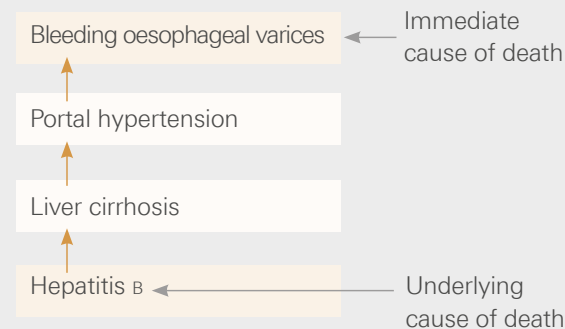 Bleeding oesophageal varices
Immediate
cause of death
Portal hypertension
Liver cirrhosis
Hepatitis B
Underlying
cause of death